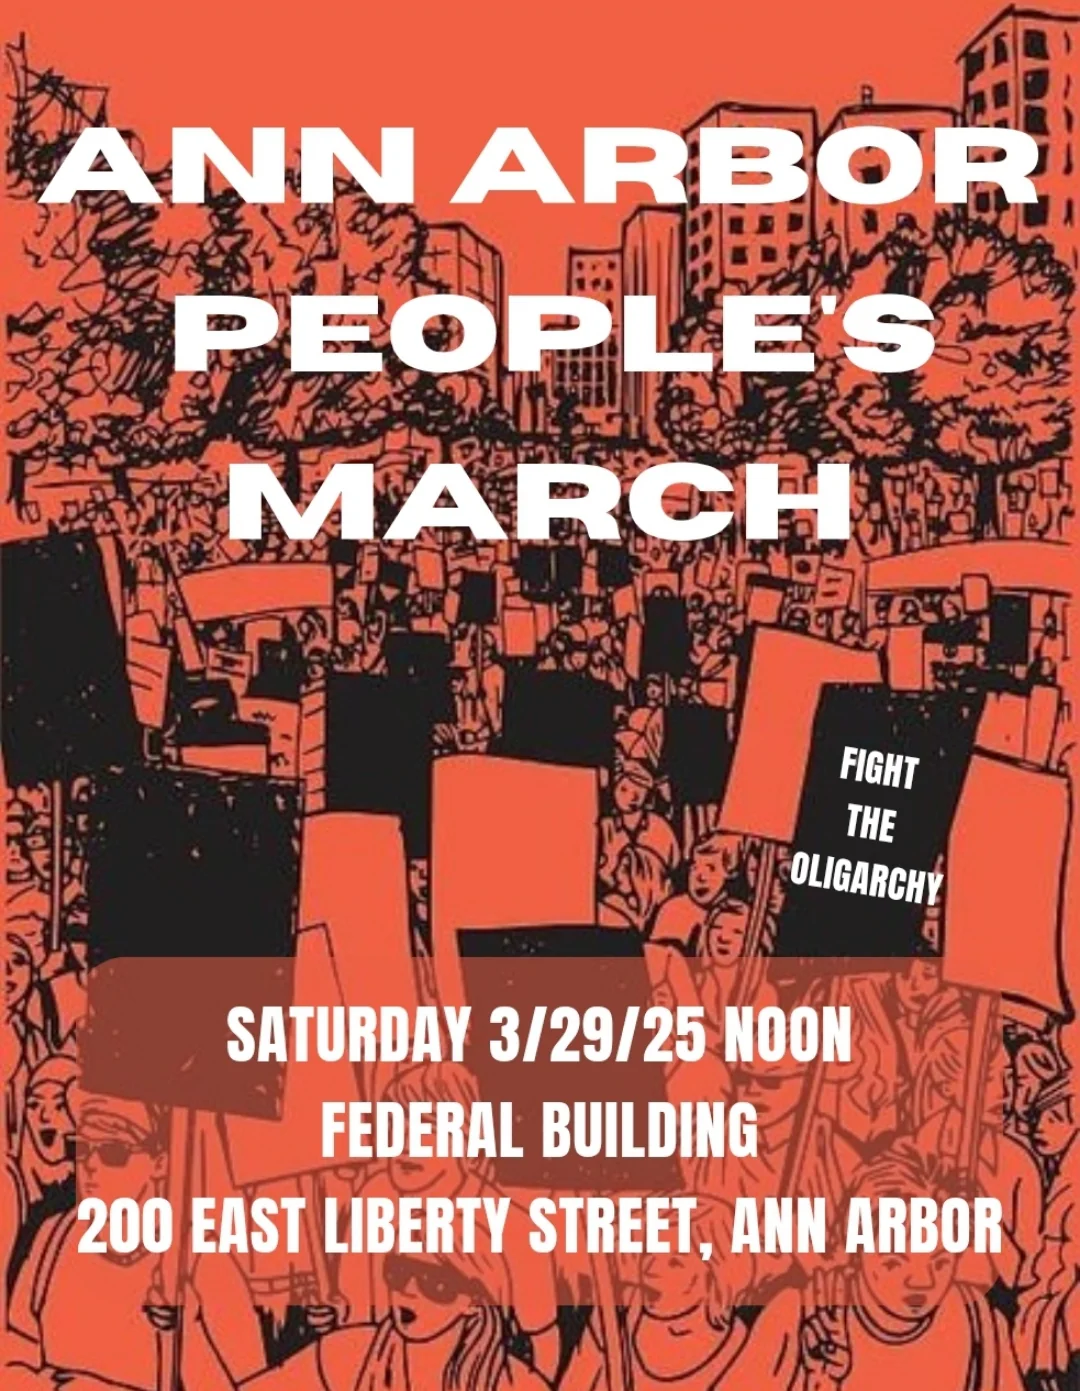 ANN ARBOR
PEOPLE'S
MARCH
FIGHT
THE
OLIGARCHY
SATURDAY 3/29/25 NOON
FEDERAL BUILDING
200 EAST LIBERTY STREET, ANN ARBOR